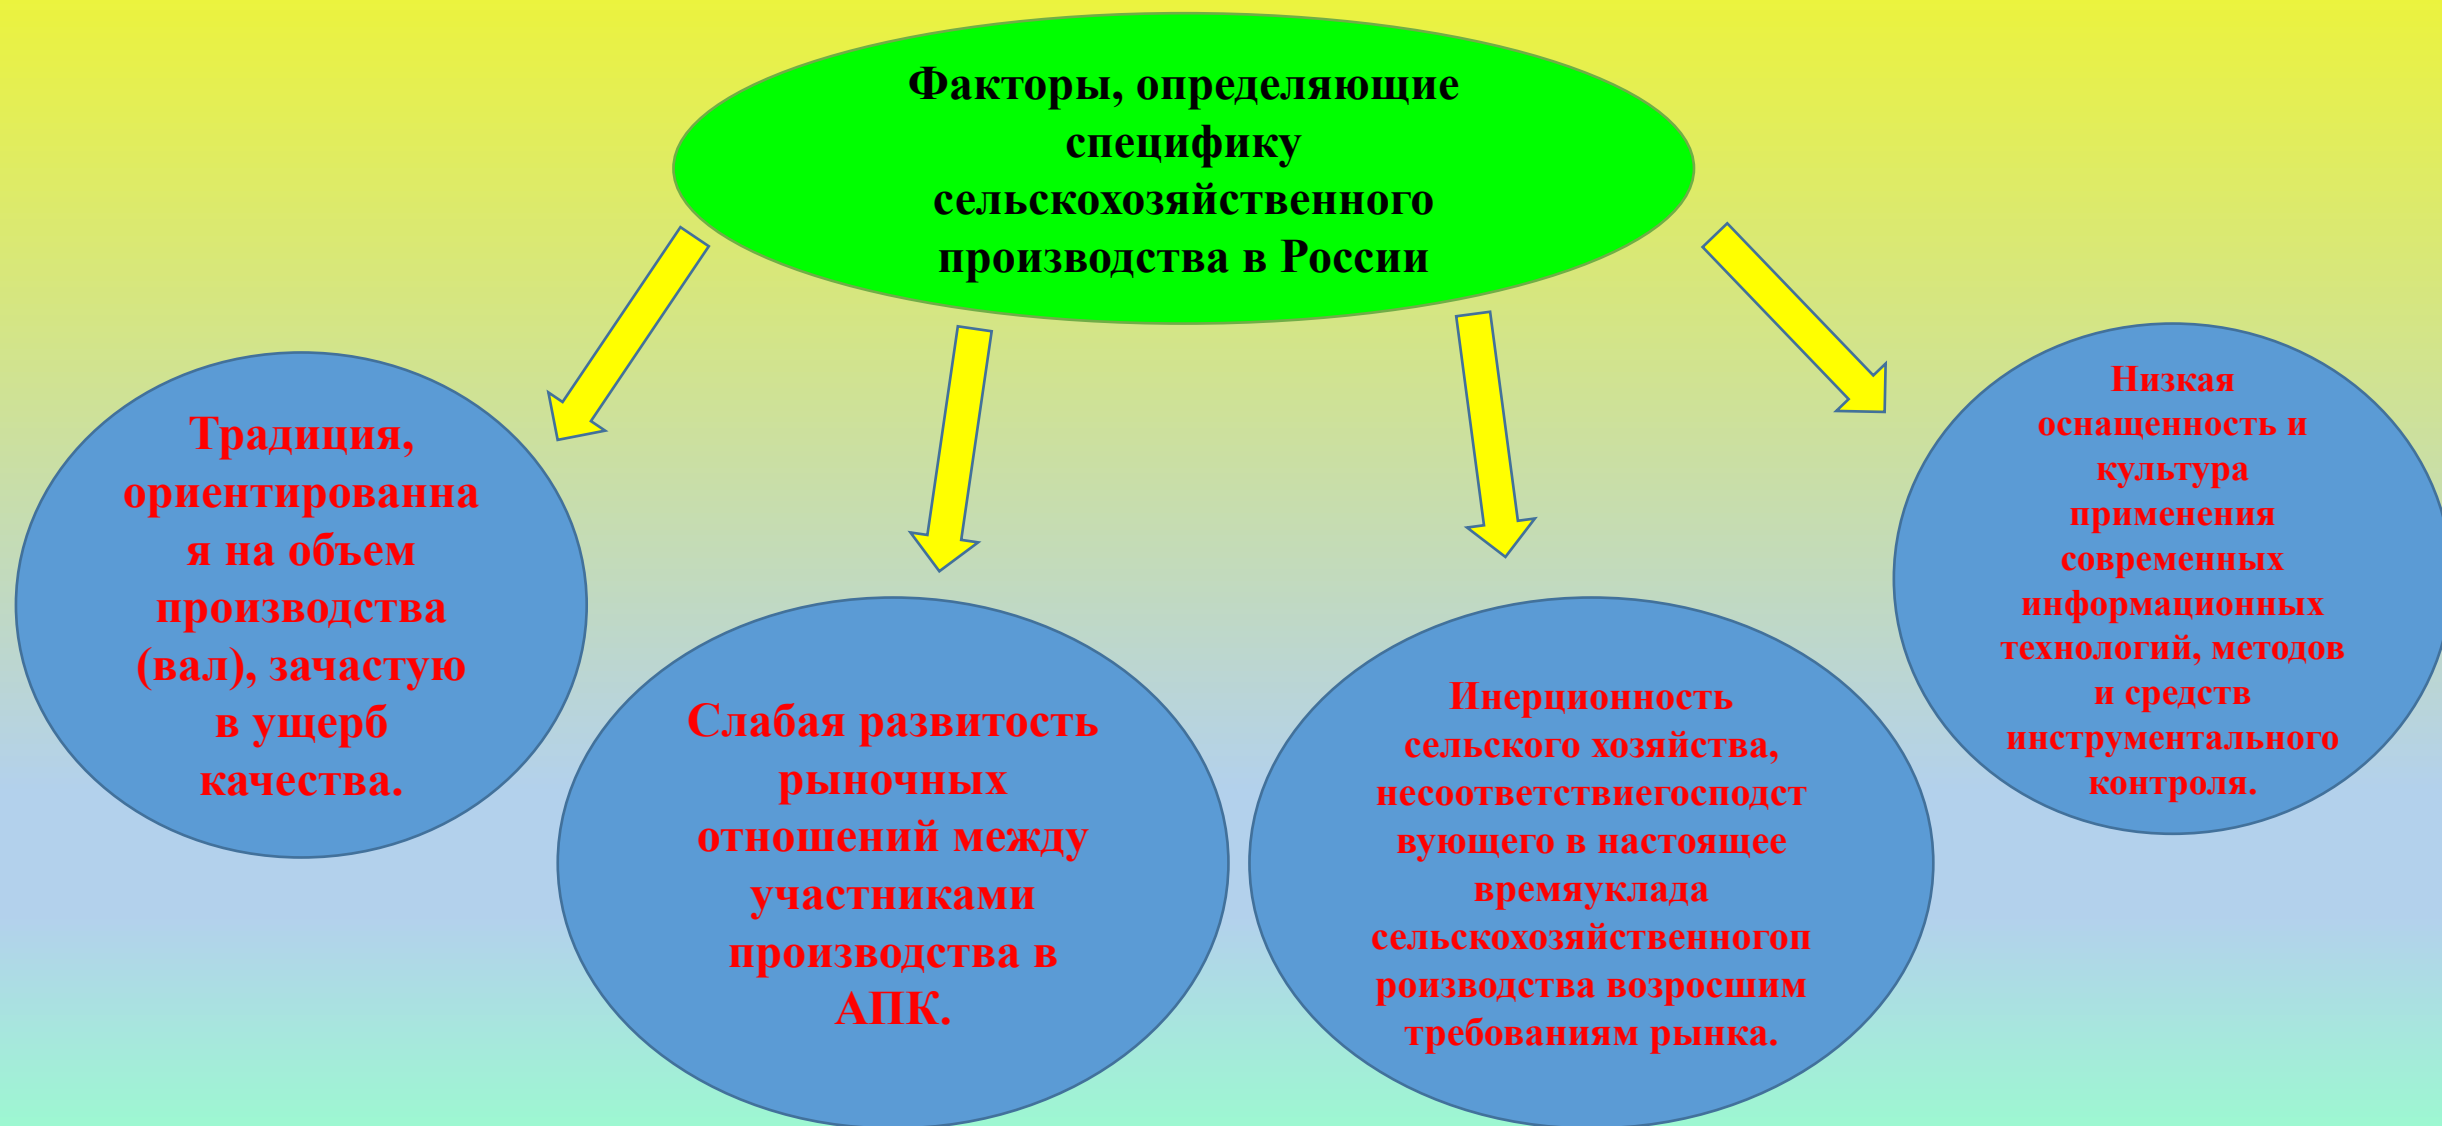 Факторы, определяющие
специфику
сельскохозяйственного
производства в России
Традиция,
ориентированна
я на объем
производства
(вал), зачастую
в ущерб
качества.
Слабая развитость
рыночных
отношений между
участниками
производства в
АПК.
Инерционность
сельского хозяйства,
несоответствиегосподст
вующего в настоящее
времяуклада
сельскохозяйственногоп
роизводства возросшим
требованиям рынка.
Низкая
оснащенность и
культура
применения
современных
информационных
технологий, методов
и средств
инструментального
контроля.